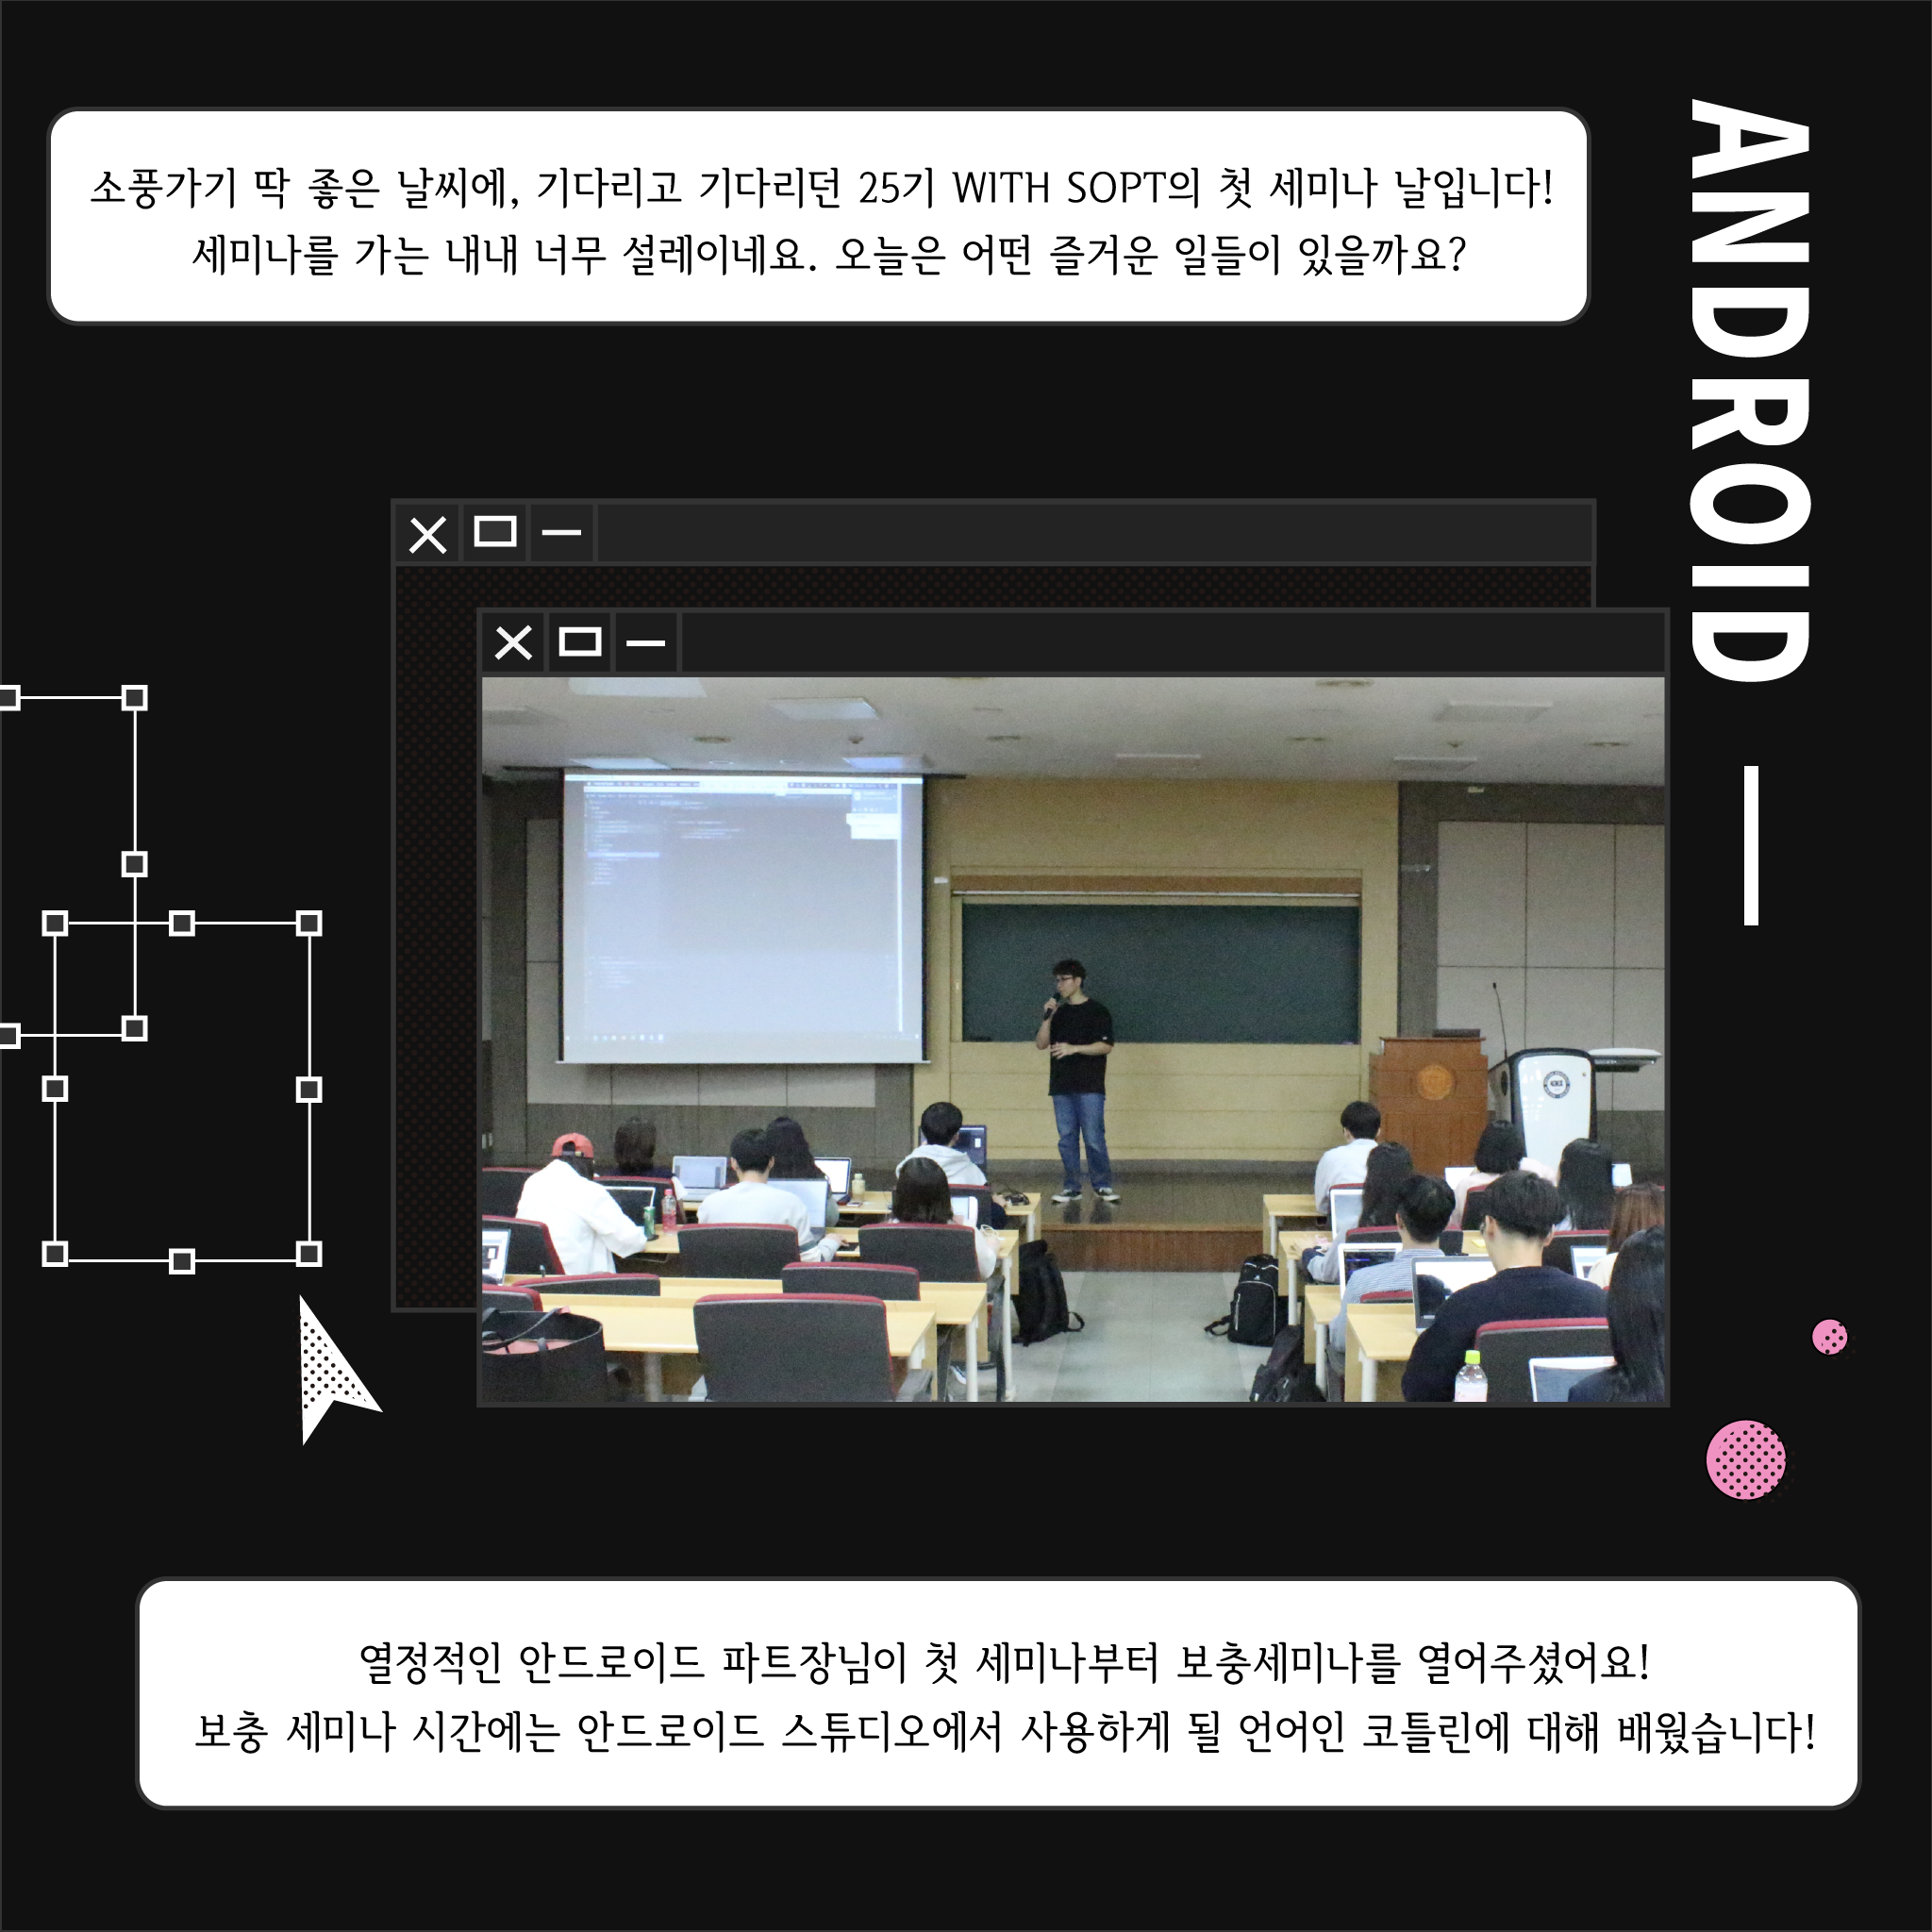 소풍가기 딱 좋은 날씨에, 기다리고 기다리던 25기 WITH SOPT의 첫 세미나 날입니다!
세미나를 가는 내내 너무 설레이네요. 오늘은 어떤 즐거운 일들이 있을까요?
ANDROID
열정적인 안드로이드 파트장님이 첫 세미나부터 보충세미나를 열어주셨어요!
보충 세미나 시간에는 안드로이드 스튜디오에서 사용하게 될 언어인 코틀린에 대해 배웠습니다!